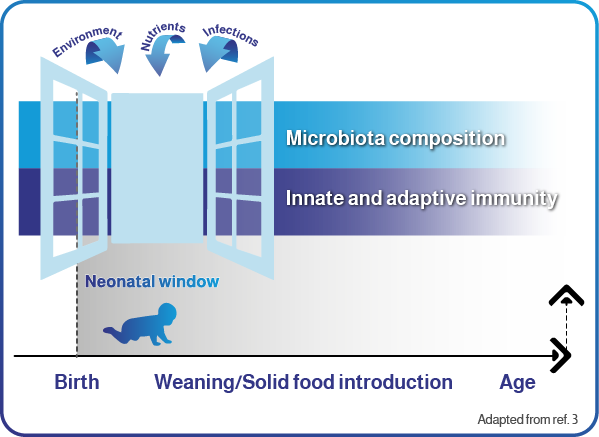 Environment
Nutrients
Infections
Microbiota composition
Innate and adaptive immunity
Neonatal window
Birth
Weaning/Solid food introduction
Age
Adapted from ref. 3